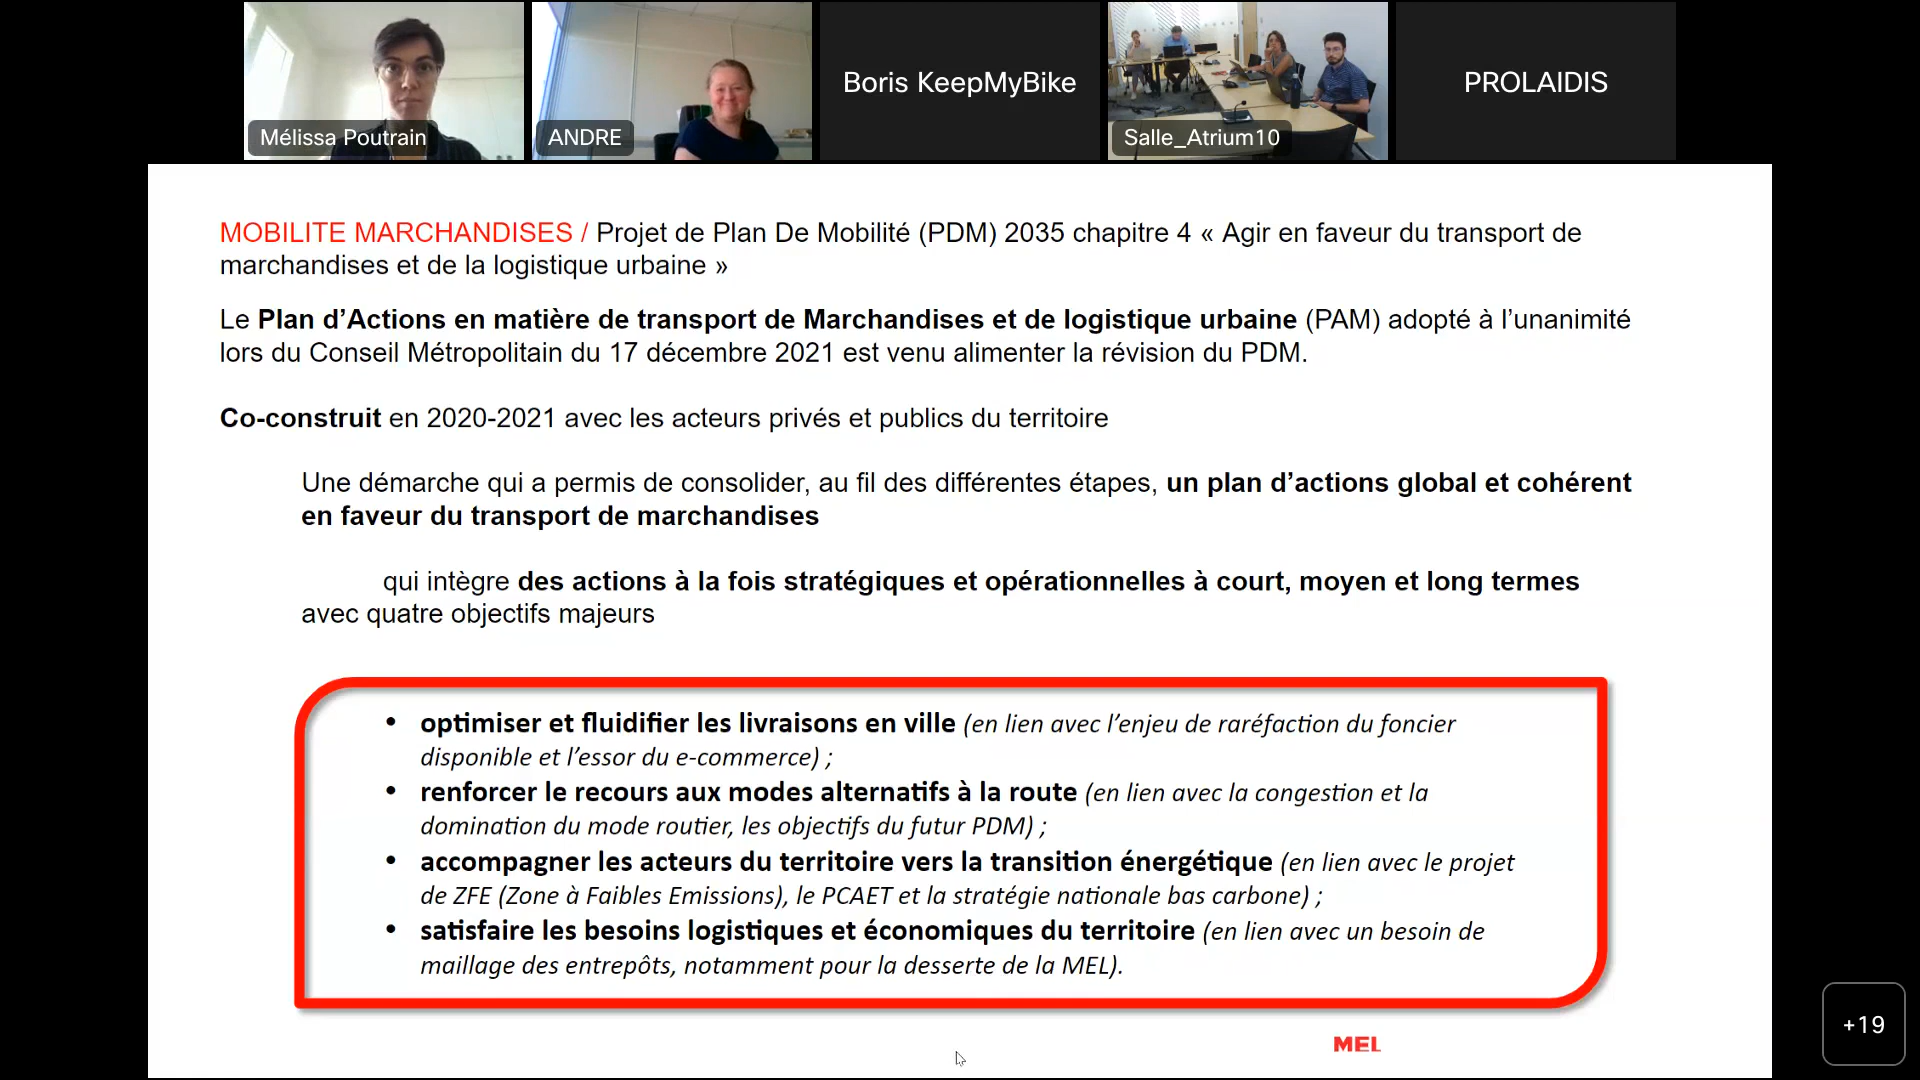 Mélissa Poutrain
ANDRE
Boris KeepMyBike
Salle_Atrium10
PROLAIDIS
MOBILITE MARCHANDISES / Projet de Plan De Mobilité (PDM) 2035 chapitre 4 « Agir en faveur du transport de
marchandises et de la logistique urbaine »
Le Plan d’Actions en matière de transport de Marchandises et de logistique urbaine (PAM) adopté à l’unanimité
lors du Conseil Métropolitain du 17 décembre 2021 est venu alimenter la révision du PDM.
Co-construit en 2020-2021 avec les acteurs privés et publics du territoire
Une démarche qui a permis de consolider, au fil des différentes étapes, un plan d’actions global et cohérent
en faveur du transport de marchandises
qui intègre des actions à la fois stratégiques et opérationnelles à court, moyen et long termes
avec quatre objectifs majeurs
• optimiser et fluidifier les livraisons en ville (en lien avec l’enjeu de raréfaction du foncier
disponible et l’essor du e-commerce) ;
• renforcer le recours aux modes alternatifs à la route (en lien avec la congestion et la
domination du mode routier, les objectifs du futur PDM) ;
• accompagner les acteurs du territoire vers la transition énergétique (en lien avec le projet
de ZFE (Zone à Faibles Emissions), le PCAET et la stratégie nationale bas carbone) ;
• satisfaire les besoins logistiques et économiques du territoire (en lien avec un besoin de
maillage des entrepôts, notamment pour la desserte de la MEL).
MEL
+19